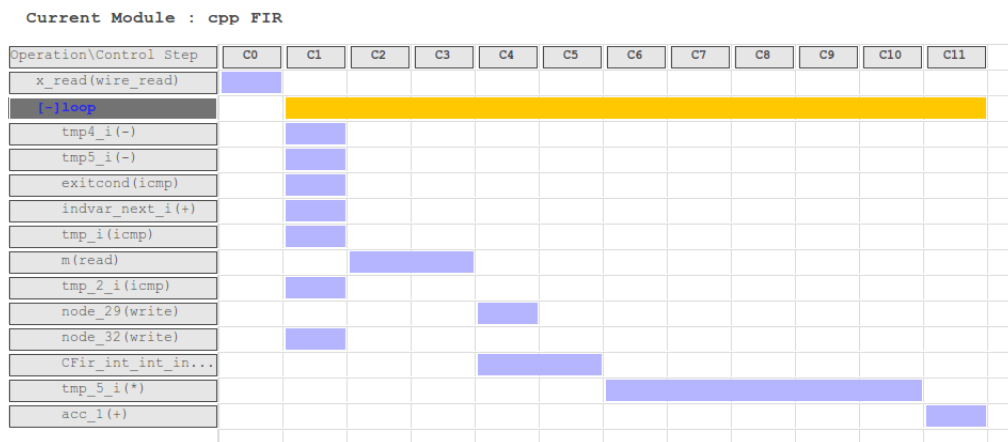 Current Module : cpp FIR
Operation\Control Step C0 C1 C2 C3 C4 C5 C6 C7 C8 C9 C10 C11
x_read(wire_read)
[-]loop
tmp4_i(-)
tmp5_i(-)
exitcond(icmp)
indvar_next_i(+)
tmp_i(icmp)
m(read)
tmp_2_i(icmp)
node_29(write)
node_32(write)
CFir_int_int_in...
tmp_5_i(*)
acc_1(+)